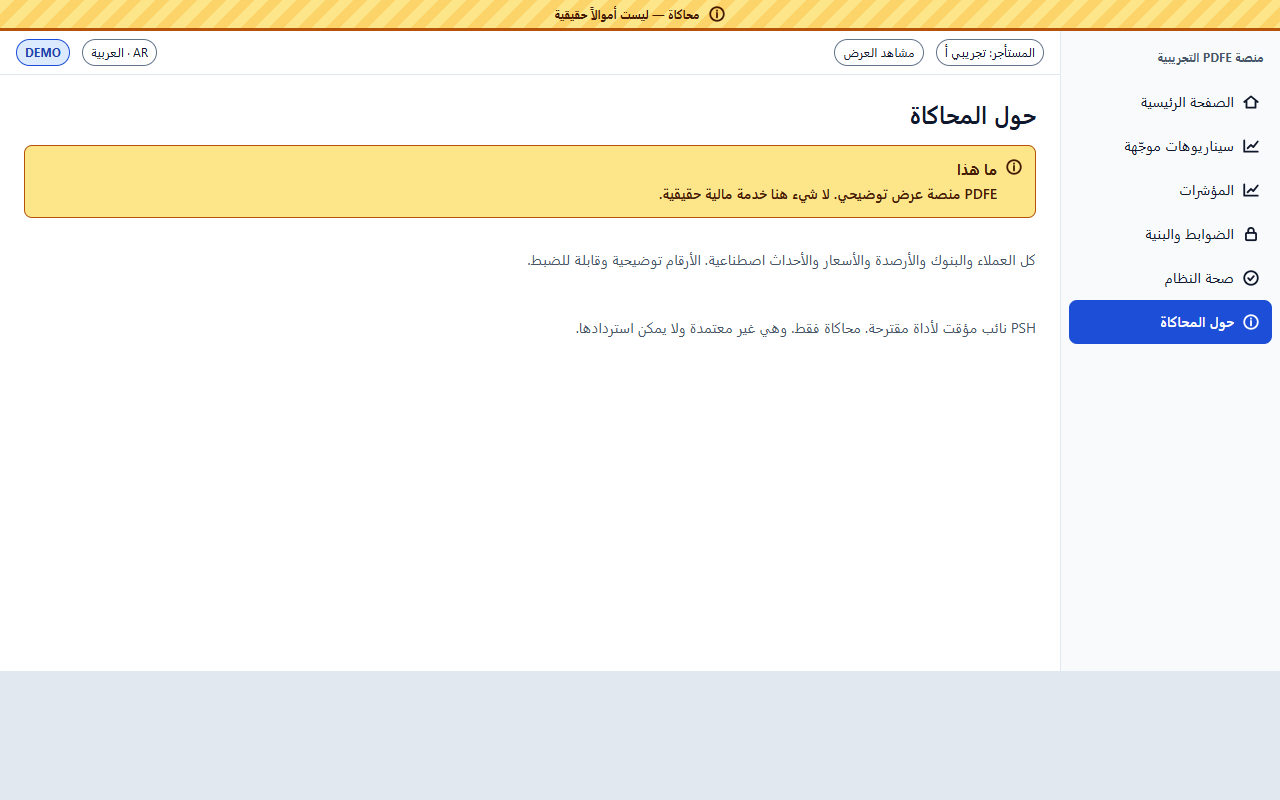 محاكاة — ليست أموالاً حقيقية
منصة PDFE التجريبية
الصفحة الرئيسية
سيناريوهات موجّهة
المؤشرات
الضوابط والبنية
صحة النظام
حول المحاكاة
المستأجر: تجريبي أ
مشاهد العرض
AR · العربية
DEMO
حول المحاكاة
ما هذا
PDFE منصة عرض توضيحي. لا شيء هنا خدمة مالية حقيقية.
كل العملاء والبنوك والأرصدة والأسعار والأحداث اصطناعية. الأرقام توضيحية وقابلة للضبط.
PSH نائب مؤقت لأداة مقترحة. محاكاة فقط. وهي غير معتمدة ولا يمكن استردادها.